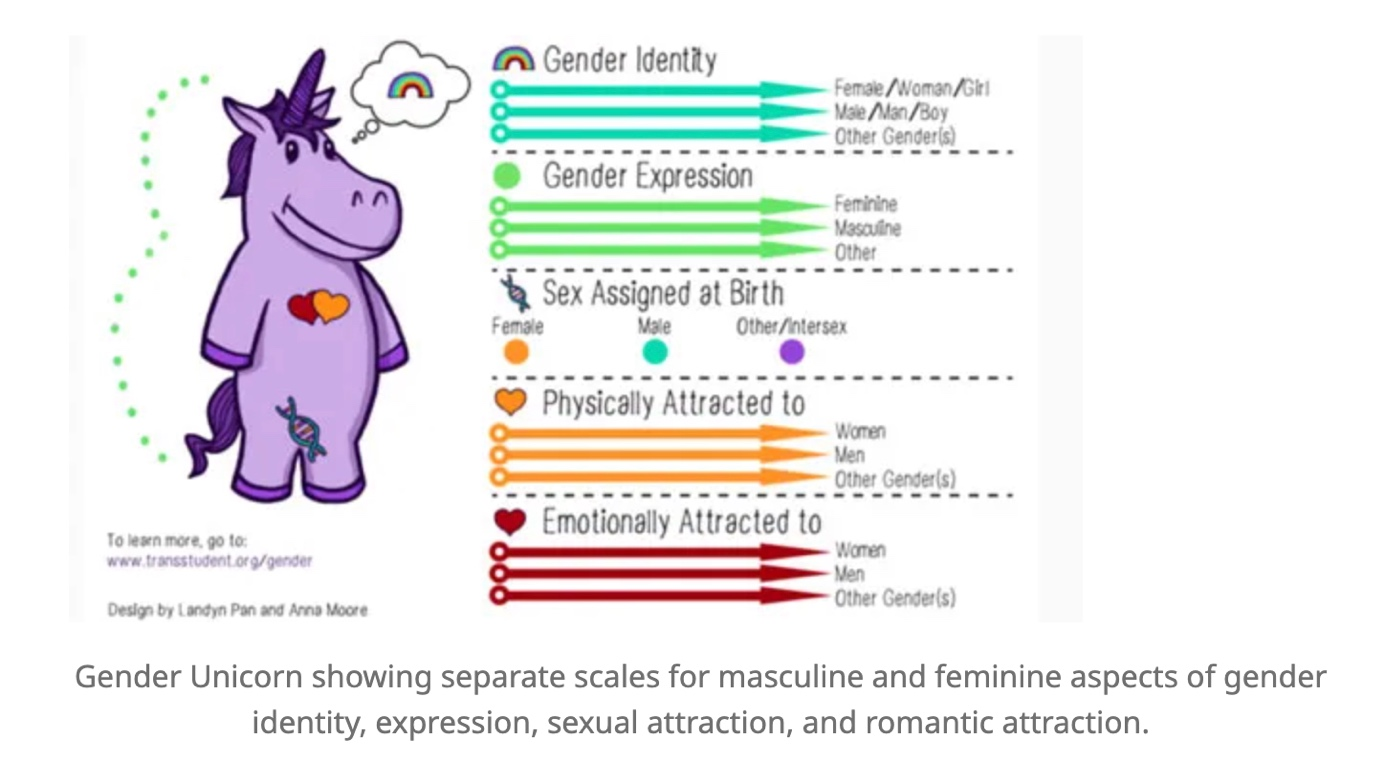 Gender Identity
Female/Woman/Girl
Male/Man/Boy
Other Gender(s)
Gender Expression
Feminine
Masculine
Other
Sex Assigned at Birth
Female Male Other/Intersex
Physically Attracted to
Women
Men
Other Gender(s)
Emotionally Attracted to
Women
Men
Other Gender(s)
To learn more, go to:
www.transstudent.org/gender
Design by Landyn Pan and Anna Moore
Gender Unicorn showing separate scales for masculine and feminine aspects of gender
identity, expression, sexual attraction, and romantic attraction.